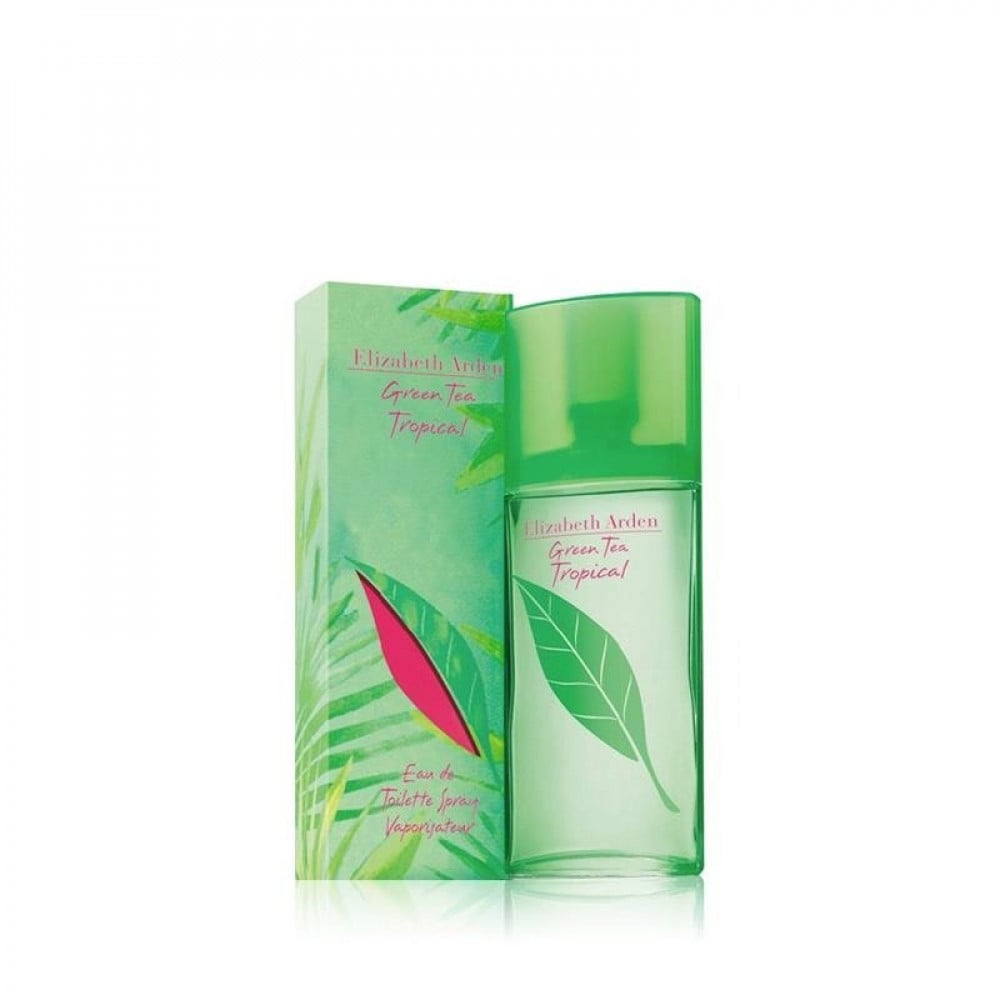 Elizabeth Arden
Green Tea
Tropical
Eau de
Toilette Spray
Vaporisateur
Elizabeth Arden
Green Tea
Tropical